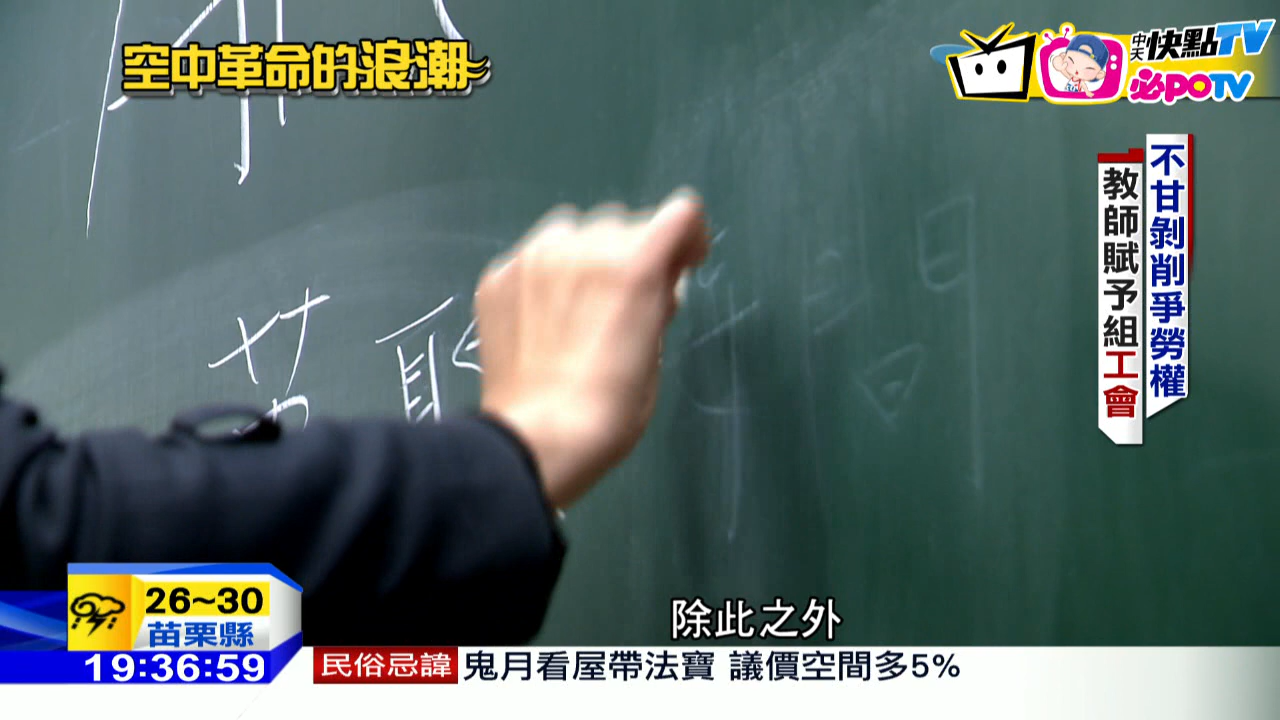 空中革命的浪潮
中天快點TV
必POTV
不甘剝削爭勞權
教師賦予組工會
除此之外
26~30
苗栗縣
19:36:59
民俗忌諱 鬼月看屋帶法寶 議價空間多5%